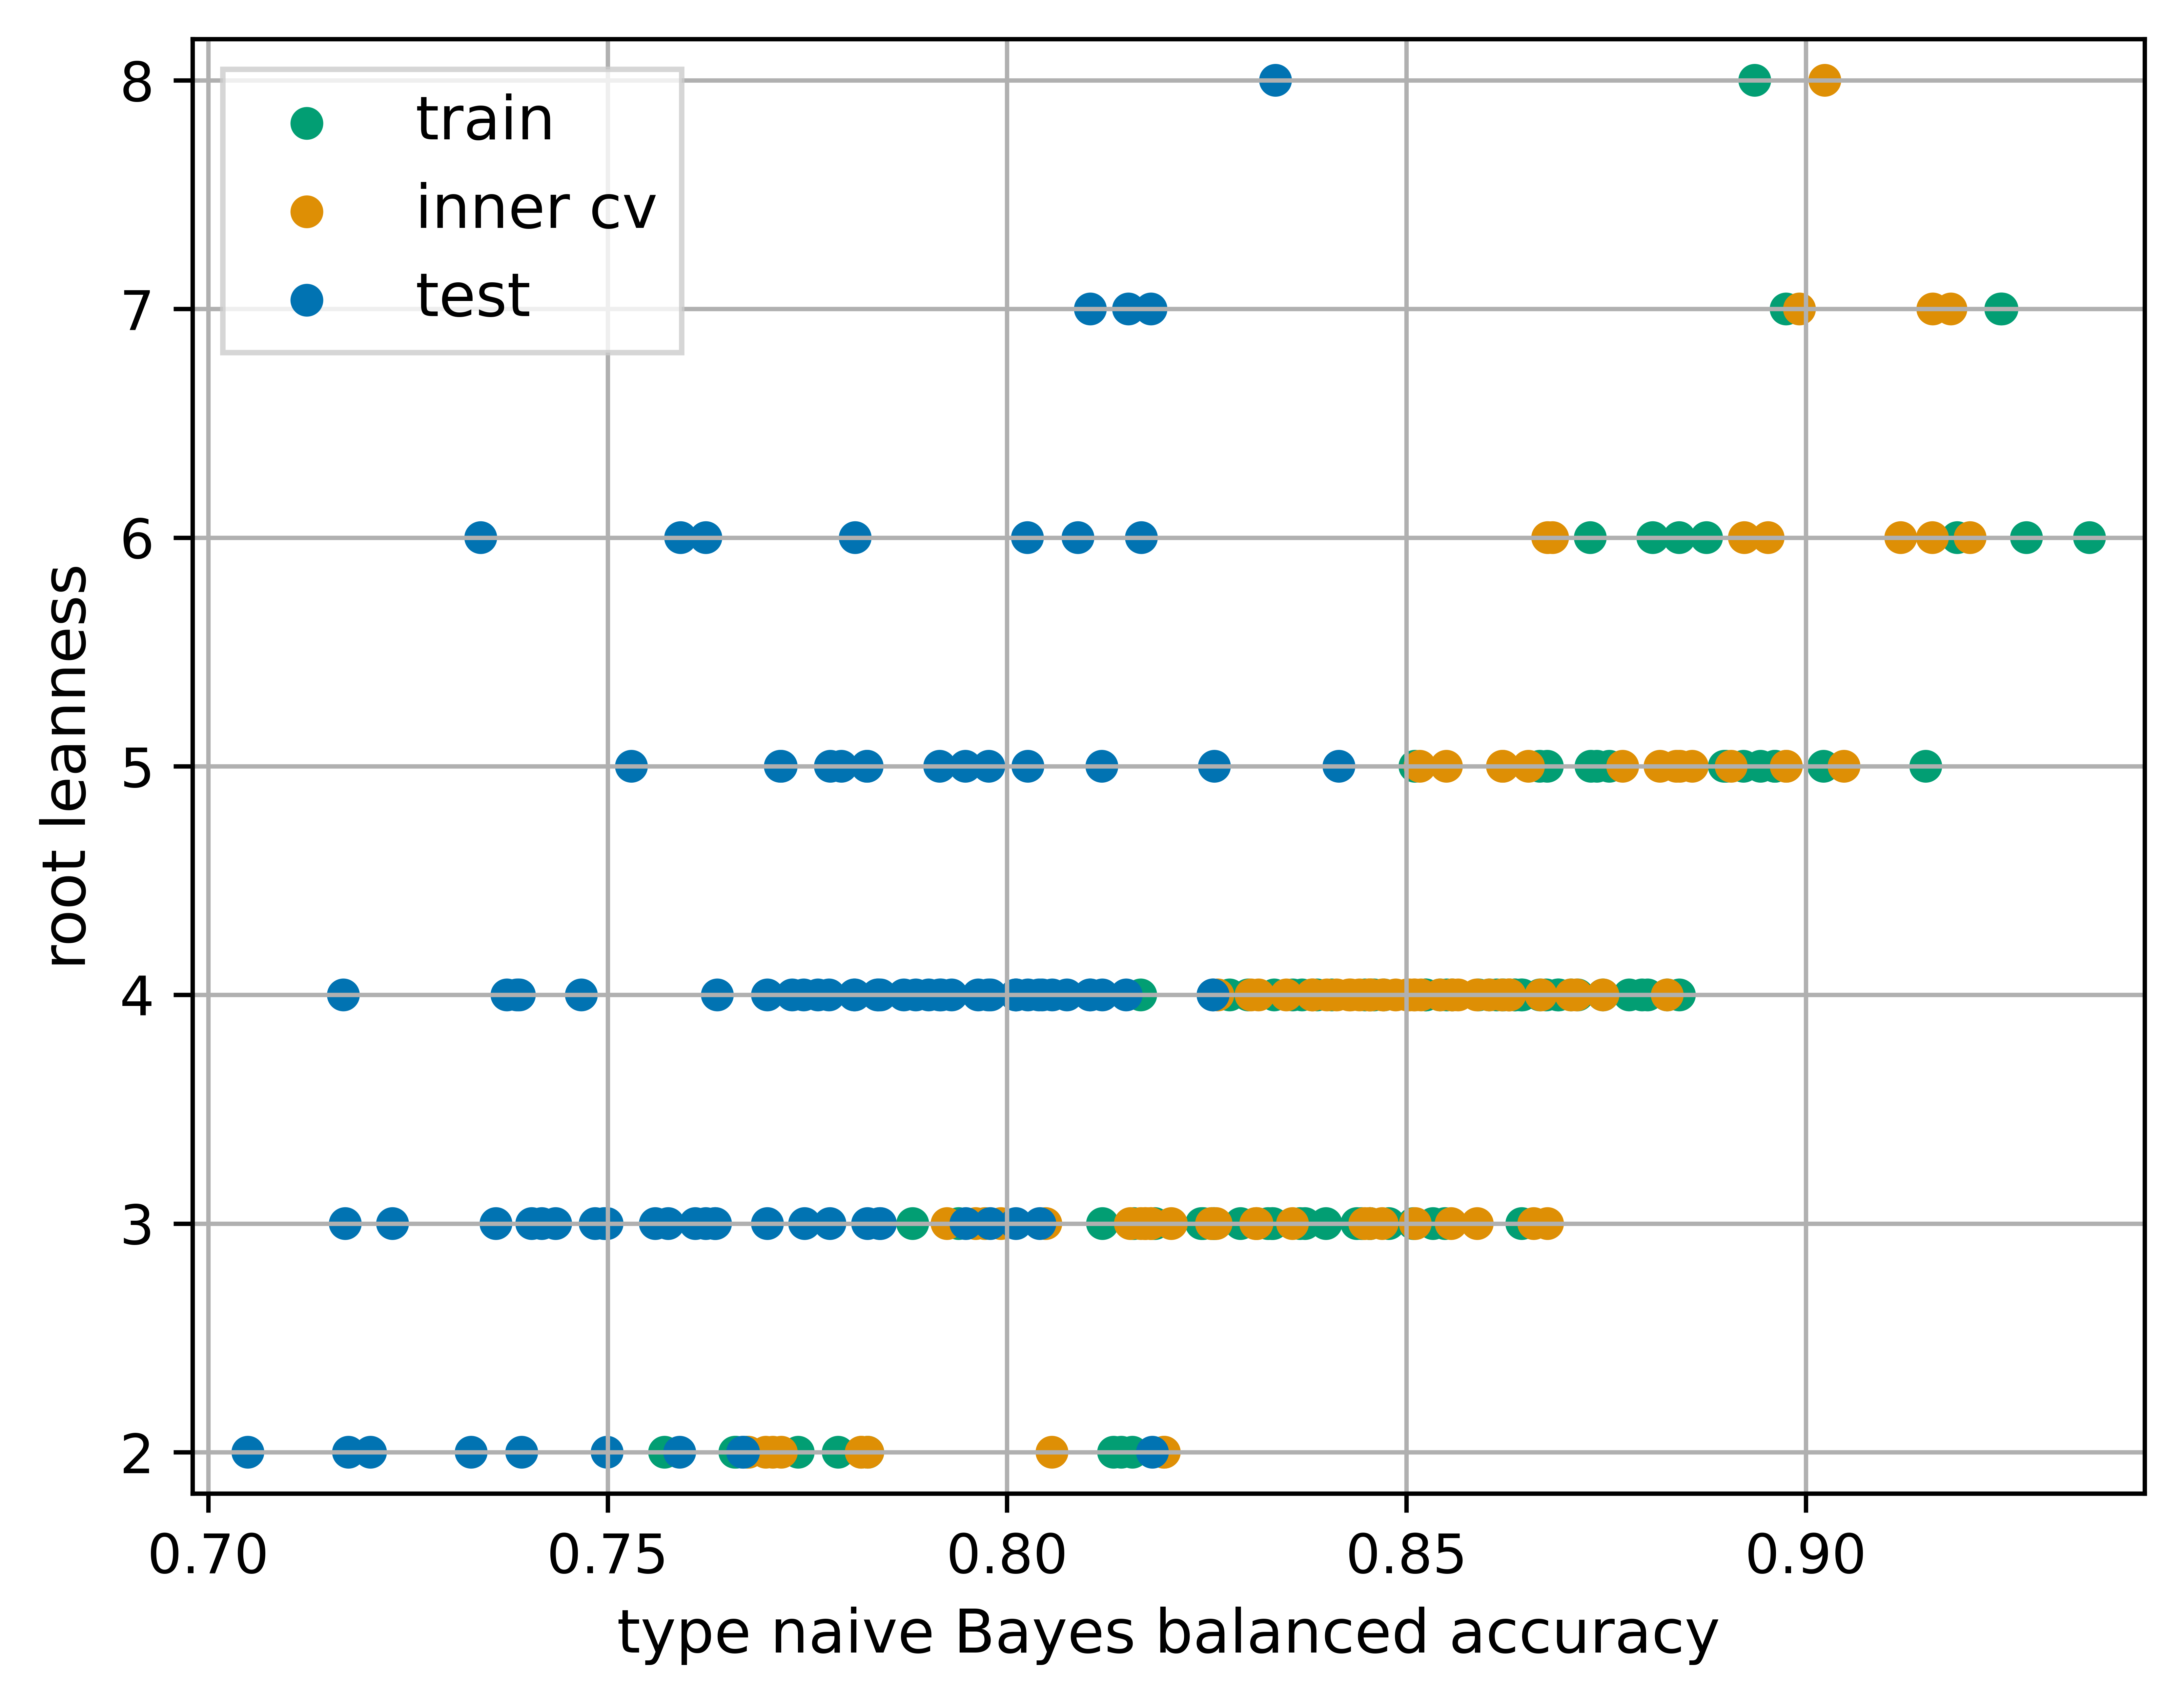 8
7
6
5
4
3
2
root leanness
train
inner cv
test
0.70 0.75 0.80 0.85 0.90
type naive Bayes balanced accuracy